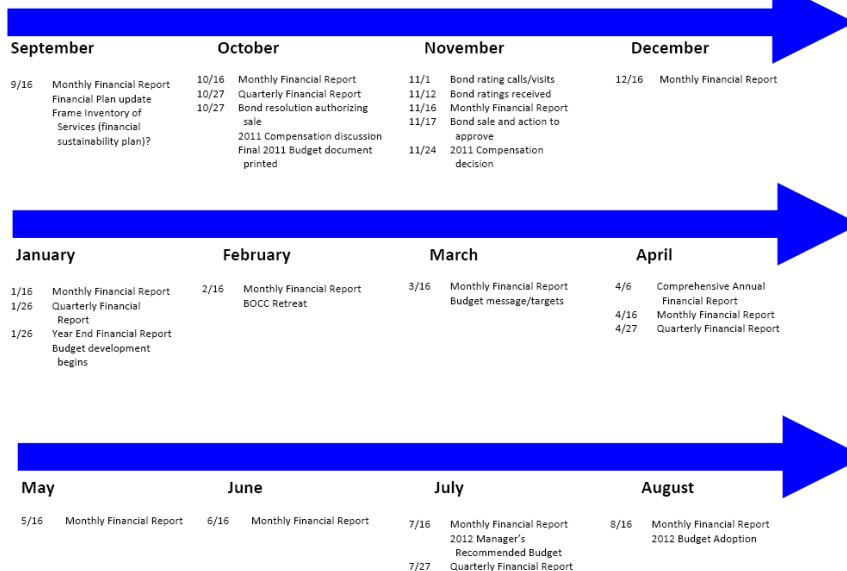 September
9/16 Monthly Financial Report
Financial Plan update
Frame Inventory of
Services (financial
sustainability plan)?
October
10/16 Monthly Financial Report
10/27 Quarterly Financial Report
10/27 Bond resolution authorizing
sale
2011 Compensation discussion
Final 2011 Budget document
printed
November
11/1 Bond rating calls/visits
11/12 Bond ratings received
11/16 Monthly Financial Report
11/17 Bond sale and action to
approve
11/24 2011 Compensation
decision
December
12/16 Monthly Financial Report
January
1/16 Monthly Financial Report
1/26 Quarterly Financial
Report
1/26 Year End Financial Report
Budget development
begins
February
2/16 Monthly Financial Report
BOCC Retreat
March
3/16 Monthly Financial Report
Budget message/targets
April
4/6 Comprehensive Annual
Financial Report
4/16 Monthly Financial Report
4/27 Quarterly Financial Report
May
5/16 Monthly Financial Report
June
6/16 Monthly Financial Report
July
7/16 Monthly Financial Report
2012 Manager's
Recommended Budget
7/27 Quarterly Financial Report
August
8/16 Monthly Financial Report
2012 Budget Adoption